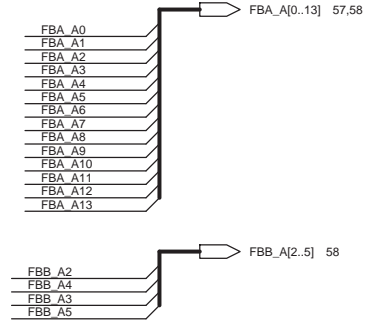 FBA_A[0..13] 57,58
FBA_A0
FBA_A1
FBA_A2
FBA_A3
FBA_A4
FBA_A5
FBA_A6
FBA_A7
FBA_A8
FBA_A9
FBA_A10
FBA_A11
FBA_A12
FBA_A13
FBB_A[2..5] 58
FBB_A2
FBB_A4
FBB_A3
FBB_A5